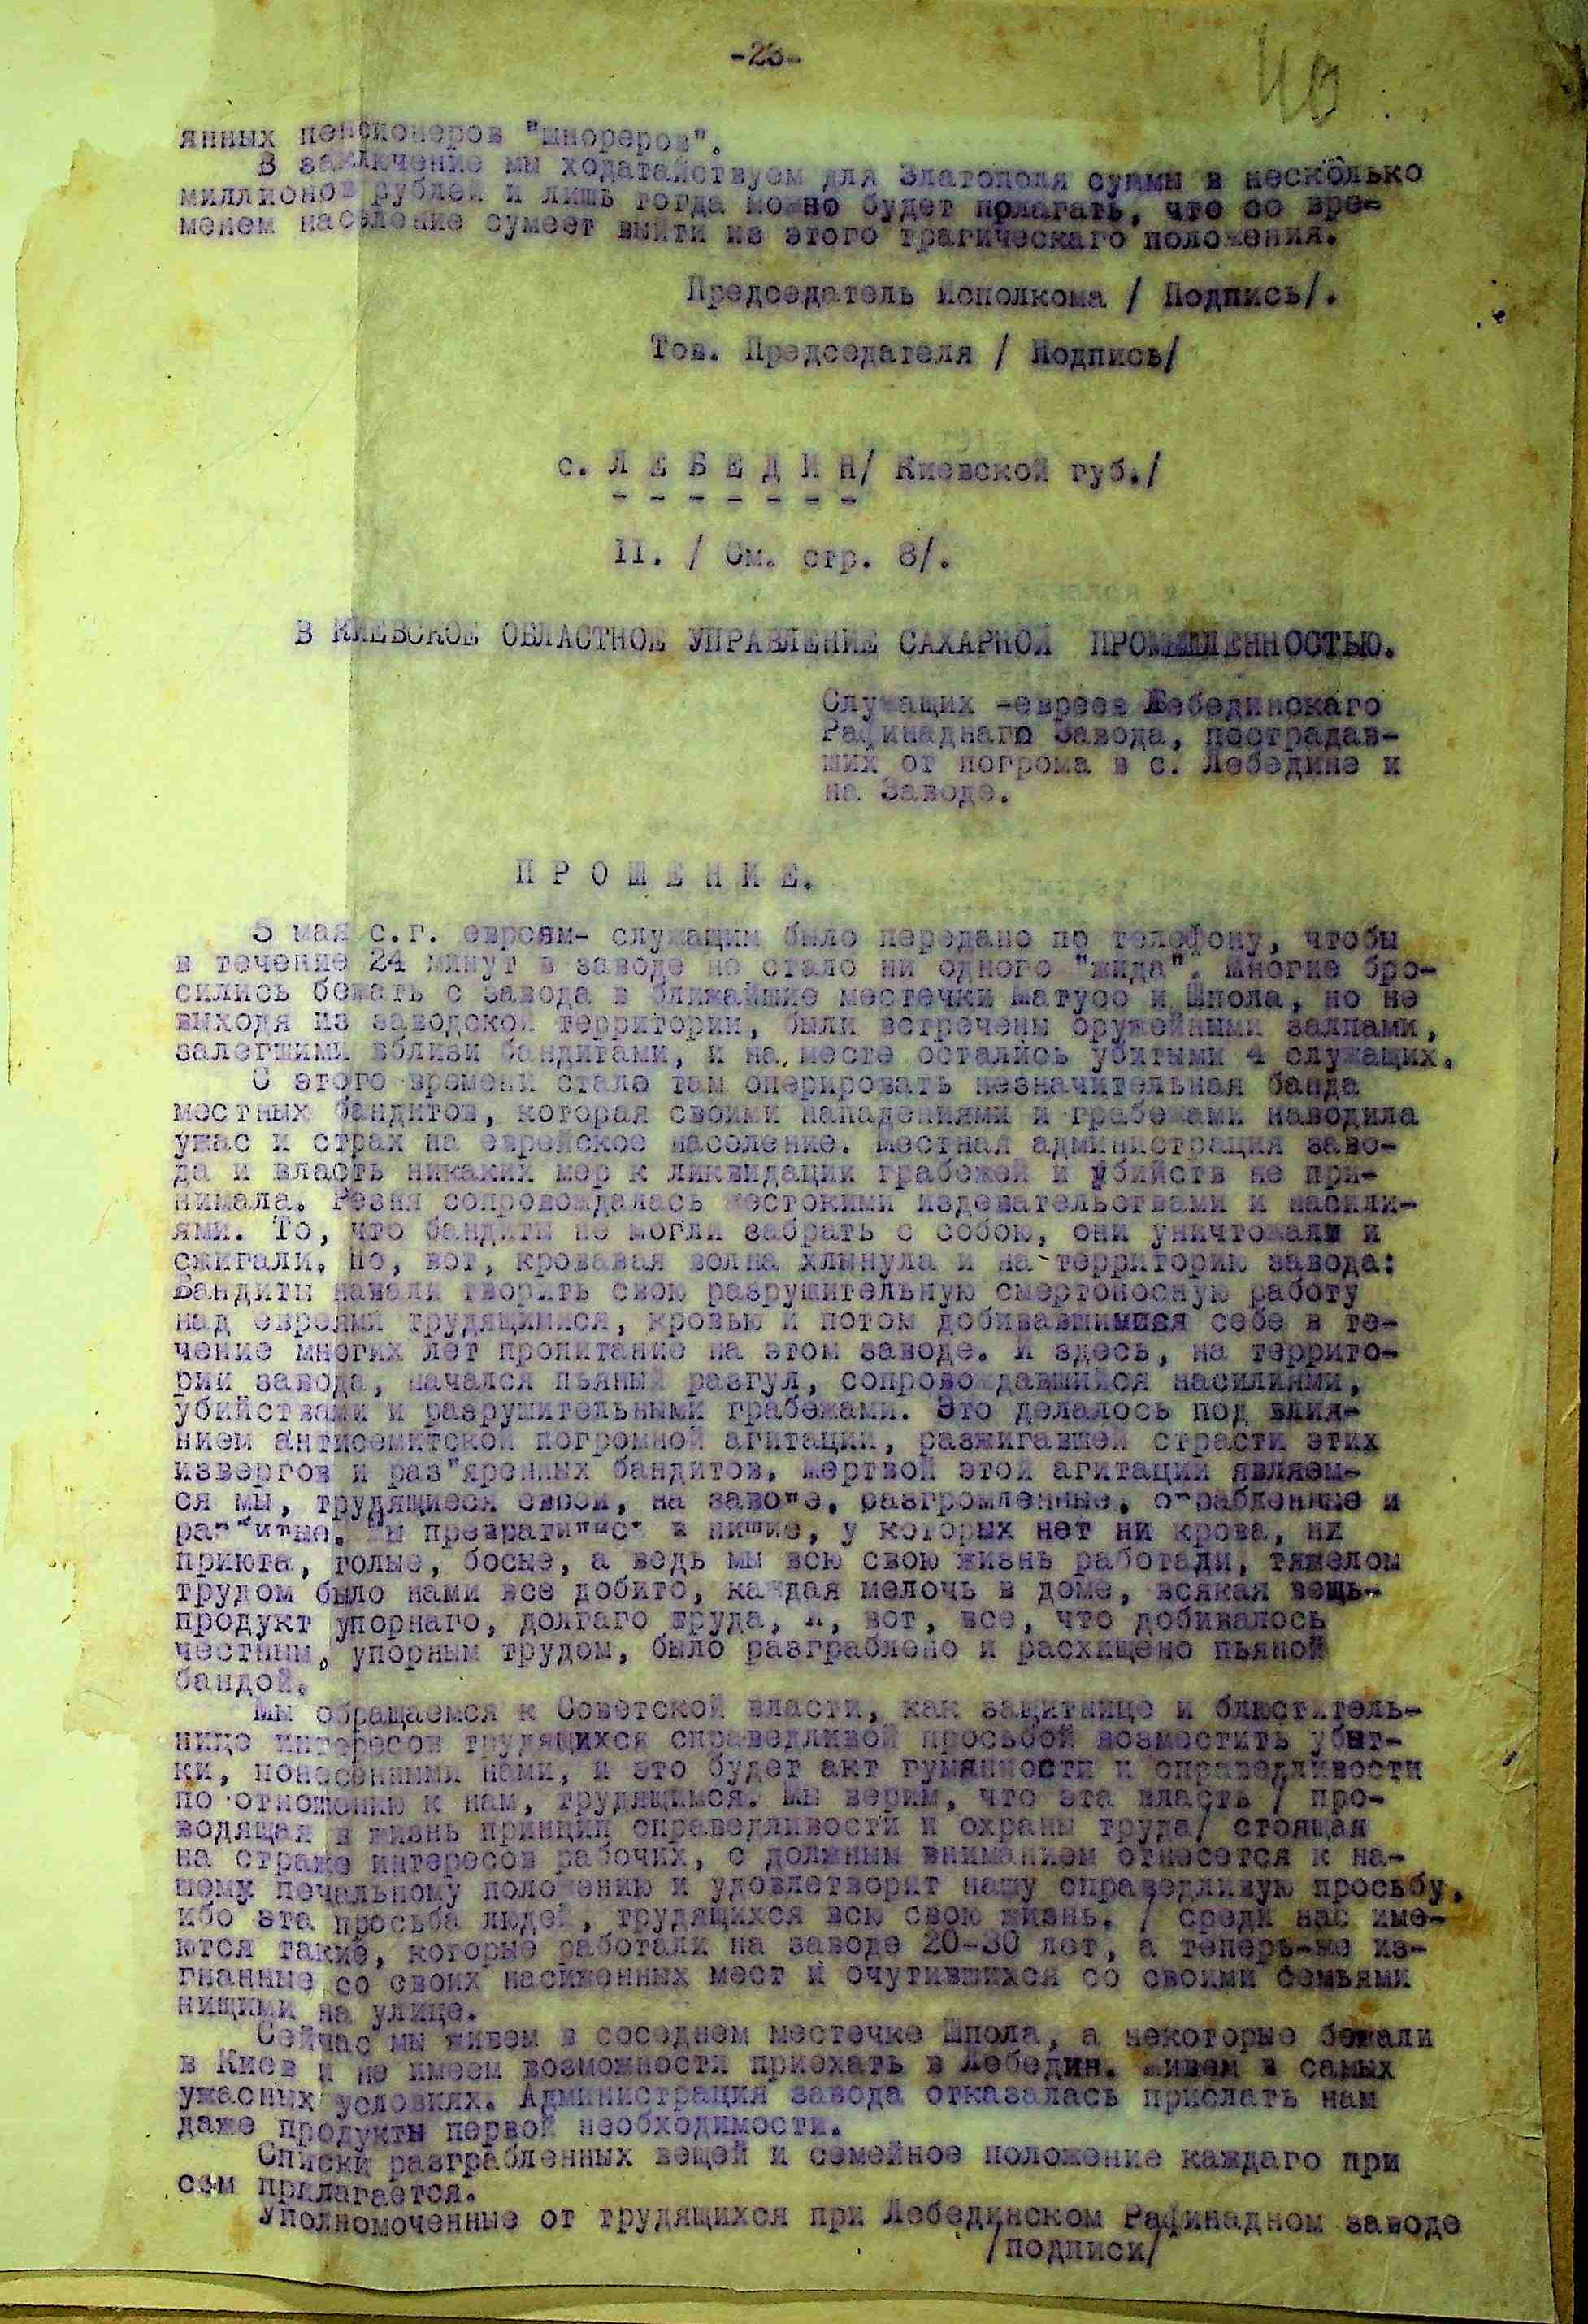 -23-
40
янных пенсионеров "шнореров".
В заключение мы ходатайствуем для Златополя суммы в несколько
миллионов рублей и лишь тогда можно будет полагать, что со вре-
менем население сумеет выйти из этого трагическаго положения.
Председатель Исполкома / Подпись/.
Тов. Председателя / Подпись/
с. Л Е Б Е Д И Н/ Киевской губ./
- - - - - - -
II. / См. стр. 8/.
В КИЕВСКОЕ ОБЛАСТНОЕ УПРАВЛЕНИЕ САХАРНОЙ ПРОМЫШЛЕННОСТЬЮ.
Служащих -евреев Лебединскаго
Рафинаднаго Завода, пострадав-
ших от погрома в с. Лебедине и
на Заводе.
П Р О Ш Е Н И Е.
5 мая с.г. евреям- служащим было передано по телефону, чтобы
в течение 24 минут в заводе не стало ни одного "жида". Многие бро-
сились бежать с завода в ближайшие местечки Матусо и Шпола, но не
выходя из заводской территории, были встречены оружейными залпами,
залегшими вблизи бандитами, и на месте остались убитыми 4 служащих.
С этого времени стала там оперировать незначительная банда
местных бандитов, которая своими нападениями и грабежами наводила
ужас и страх на еврейское население. Местная администрация заво-
да и власть никаких мер к ликвидации грабежей и убийств не при-
нимала. Резня сопровождалась жестокими издевательствами и насили-
ями. То, что бандиты не могли забрать с собою, они уничтожали и
сжигали. Но, вот, кровавая волна хлынула и на территорию завода:
Бандиты начали творить свою разрушительную смертоносную работу
над евреями трудящимися, кровью и потом добивавшимися себе в те-
чение многих лет пропитание на этом заводе. И здесь, на террито-
рии завода, начался пьяный разгул, сопровождавшийся насилиями,
убийствами и разрушительными грабежами. Это делалось под влия-
нием антисемитской погромной агитации, разжигавшей страсти этих
извергов и раз"яренных бандитов. Жертвой этой агитации являем-
ся мы, трудящиеся евреи, на заводе, разгромленные, ограбленные и
разбитые. Мы превратились в нищие, у которых нет ни крова, ни
приюта, голые, босые, а ведь мы всю свою жизнь работали, тяжелом
трудом было нами все добито, каждая мелочь в доме, всякая вещь-
продукт упорнаго, долгаго труда, И, вот, все, что добивалось
честным, упорным трудом, было разграблено и расхищено пьяной
бандой.
Мы обращаемся к Советской власти, как защитнице и блюститель-
нице интересов трудящихся справедливой просьбой возместить убыт-
ки, понесенными нами, и это будет акт гуманности и справедливости
по отношению к нам, трудящимся. Мы верим, что эта власть / про-
водящая в жизнь принцип справедливости и охраны труда/ стоящая
на страже интересов рабочих, с должным вниманием отнесется к на-
шему печальному положению и удовлетворит нашу справедливую просьбу,
ибо эта просьба людей, трудящихся всю свою жизнь. / среди нас име-
ются такие, которые работали на заводе 20-30 лет, а теперь-же из-
гнанные со своих насиженных мест и очутившихся со своими семьями
нищими на улице.
Сейчас мы живем в соседнем местечке Шпола, а некоторые бежали
в Киев и не имеем возможности приехать в Лебедин. Живем в самых
ужасных условиях. Администрация завода отказалась прислать нам
даже продукты первой необходимости.
Списки разграбленных вещей и семейное положение каждаго при
сем прилагается.
Уполномоченные от трудящихся при Лебединском Рафинадном заводе
/подписи/